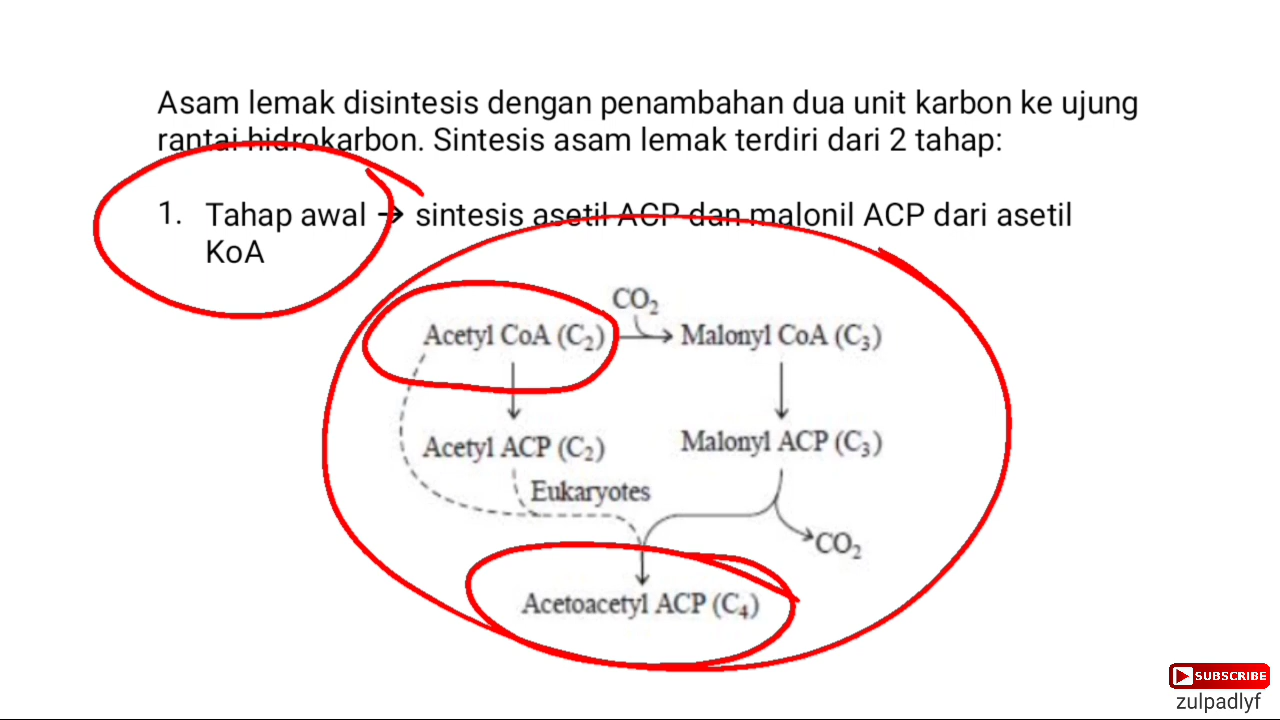 Asam lemak disintesis dengan penambahan dua unit karbon ke ujung
rantai hidrokarbon. Sintesis asam lemak terdiri dari 2 tahap:
1. Tahap awal → sintesis asetil ACP dan malonil ACP dari asetil
KoA
CO₂
Acetyl CoA (C₂) Malonyl CoA (C₃)
Acetyl ACP (C₂) Malonyl ACP (C₃)
Eukaryotes
CO₂
Acetoacetyl ACP (C₄)
SUBSCRIBE
zulpadlyf